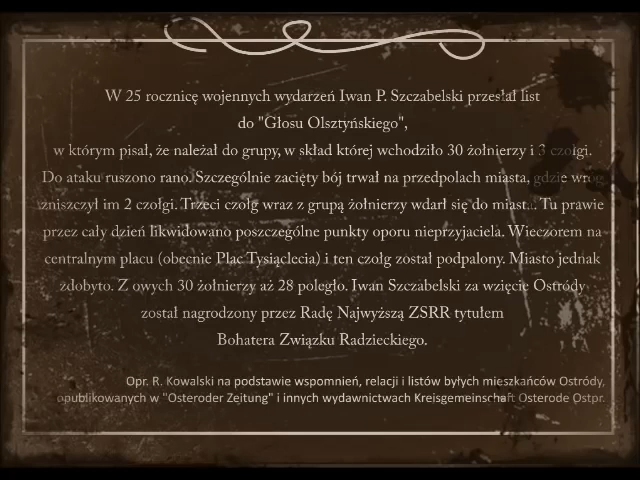 W 25 rocznicę wojennych wydarzeń Iwan P. Szczabelski przesłał list
do "Głosu Olsztyńskiego",
w którym pisał, że należał do grupy, w skład której wchodziło 30 żołnierzy i 3 czołgi.
Do ataku ruszono rano. Szczególnie zacięty bój trwał na przedpolach miasta, gdzie wróg
zniszczył im 2 czołgi. Trzeci czołg wraz z grupą żołnierzy wdarł się do miasta. Tu prawie
przez cały dzień likwidowano poszczególne punkty oporu nieprzyjaciela. Wieczorem na
centralnym placu (obecnie Plac Tysiąclecia) i ten czołg został podpalony. Miasto jednak
zdobyto. Z owych 30 żołnierzy aż 28 poległo. Iwan Szczabelski za wzięcie Ostródy
został nagrodzony przez Radę Najwyższą ZSRR tytułem
Bohatera Związku Radzieckiego.
Opr. R. Kowalski na podstawie wspomnień, relacji i listów byłych mieszkańców Ostródy,
opublikowanych w "Osteroder Zeitung" i innych wydawnictwach Kreisgemeinschaft Osterode Ostpr.